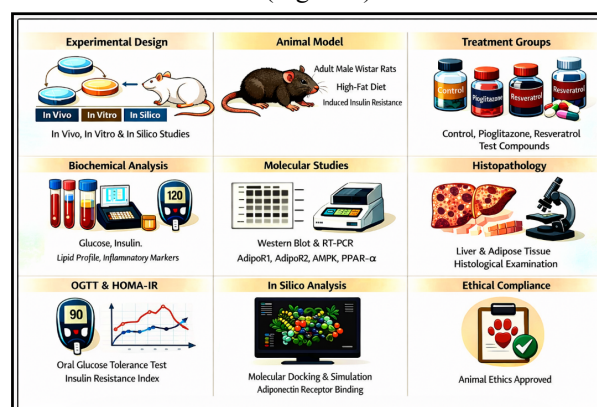 Experimental Design
In Vivo
In Vitro
In Silico
In Vivo, In Vitro & In Silico Studies
Animal Model
Adult Male Wistar Rats
High-Fat Diet
Induced Insulin Resistance
Treatment Groups
Control
Pioglitazone
Resveratrol
Resveratrol
Control, Pioglitazone, Resveratrol
Test Compounds
Biochemical Analysis
120
Glucose, Insulin.
Lipid Profile, Inflamnatory Markers
Molecular Studies
Western Blot & RT-PCR
AdipoR1, AdipoR2, AMPK, PPAR-α
Histopathology
Liver & Adipose Tissue
Histological Examination
OGTT & HOMA-IR
90
Oral Glucose Tolerance Test
Insulin Resistance Index
In Silico Analysis
Molecular Docking & Simulation
Adiponectin Receptor Binding
Ethical Compliance
Animal Ethics Approved